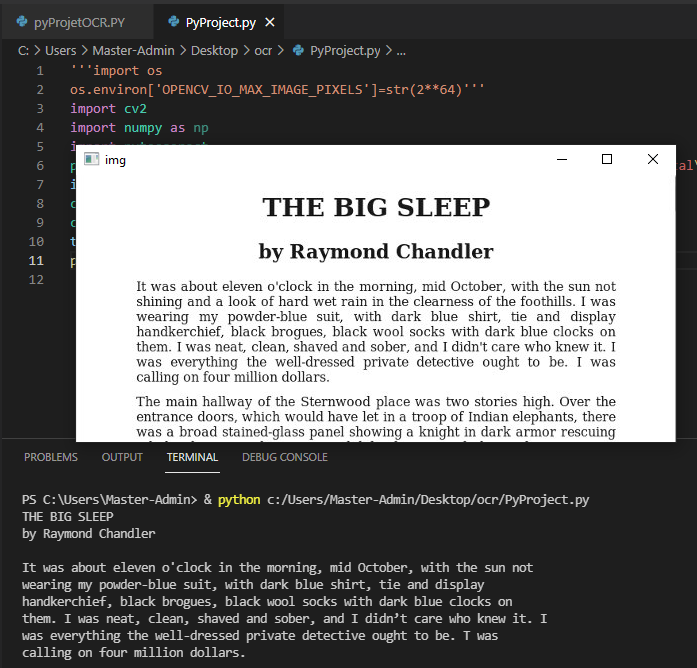 pyProjetOCR.PY
PyProject.py
C: > Users > Master-Admin > Desktop > ocr > PyProject.py > ...
1 '''import os
2 os.environ['OPENCV_IO_MAX_IMAGE_PIXELS']=str(2**64)'''
3 import cv2
4 import numpy as np
5
6
7
8
9
10
11
12
img
THE BIG SLEEP
by Raymond Chandler
It was about eleven o'clock in the morning, mid October, with the sun not
shining and a look of hard wet rain in the clearness of the foothills. I was
wearing my powder-blue suit, with dark blue shirt, tie and display
handkerchief, black brogues, black wool socks with dark blue clocks on
them. I was neat, clean, shaved and sober, and I didn't care who knew it. I
was everything the well-dressed private detective ought to be. I was
calling on four million dollars.
The main hallway of the Sternwood place was two stories high. Over the
entrance doors, which would have let in a troop of Indian elephants, there
was a broad stained-glass panel showing a knight in dark armor rescuing
PROBLEMS OUTPUT TERMINAL DEBUG CONSOLE
PS C:\Users\Master-Admin> & python c:/Users/Master-Admin/Desktop/ocr/PyProject.py
THE BIG SLEEP
by Raymond Chandler
It was about eleven o'clock in the morning, mid October, with the sun not
wearing my powder-blue suit, with dark blue shirt, tie and display
handkerchief, black brogues, black wool socks with dark blue clocks on
them. I was neat, clean, shaved and sober, and I didn’t care who knew it. I
was everything the well-dressed private detective ought to be. T was
calling on four million dollars.